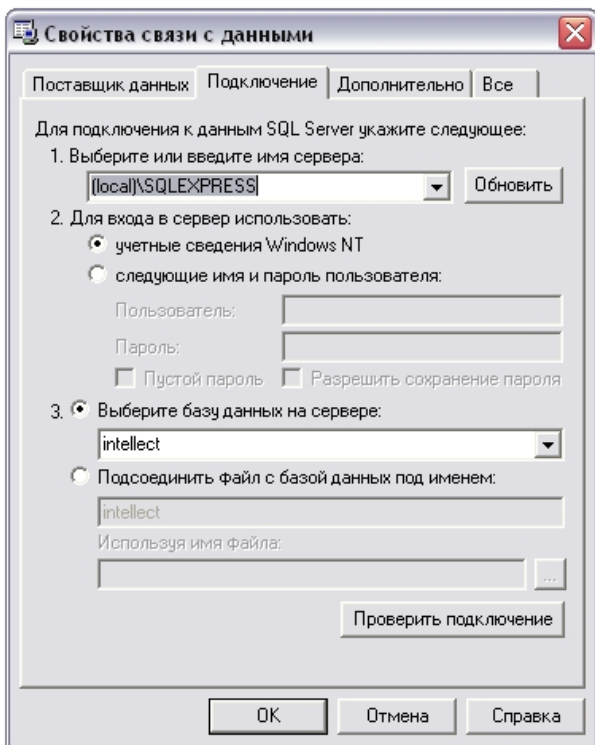 Свойства связи с данными
Поставщик данных Подключение Дополнительно Все
Для подключения к данным SQL Server укажите следующее:
1. Выберите или введите имя сервера:
(local)\SQLEXPRESS Обновить
2. Для входа в сервер использовать:
учетные сведения Windows NT
следующие имя и пароль пользователя:
Пользователь:
Пароль:
Пустой пароль Разрешить сохранение пароля
3. Выберите базу данных на сервере:
intellect
Подсоединить файл с базой данных под именем:
intellect
Используя имя файла:
...
Проверить подключение
OK Отмена Справка